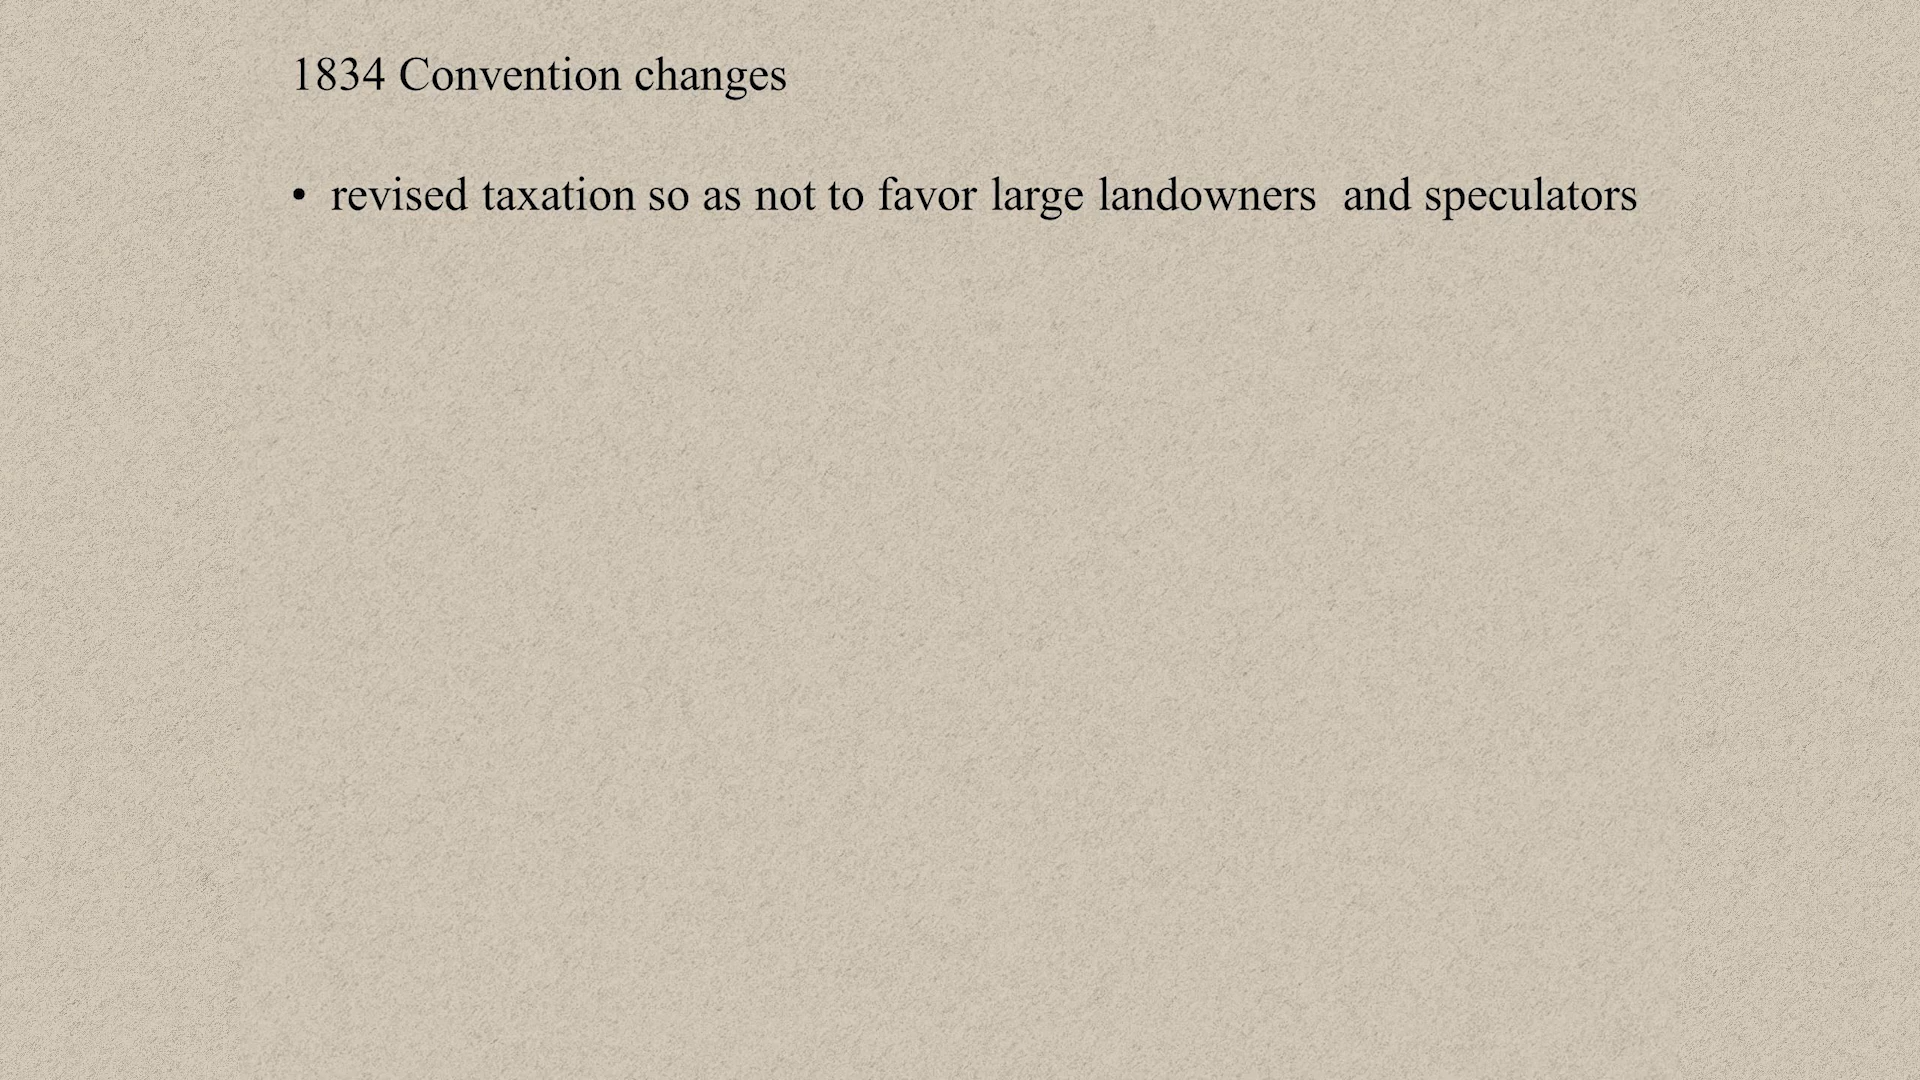 1834 Convention changes
• revised taxation so as not to favor large landowners  and speculators